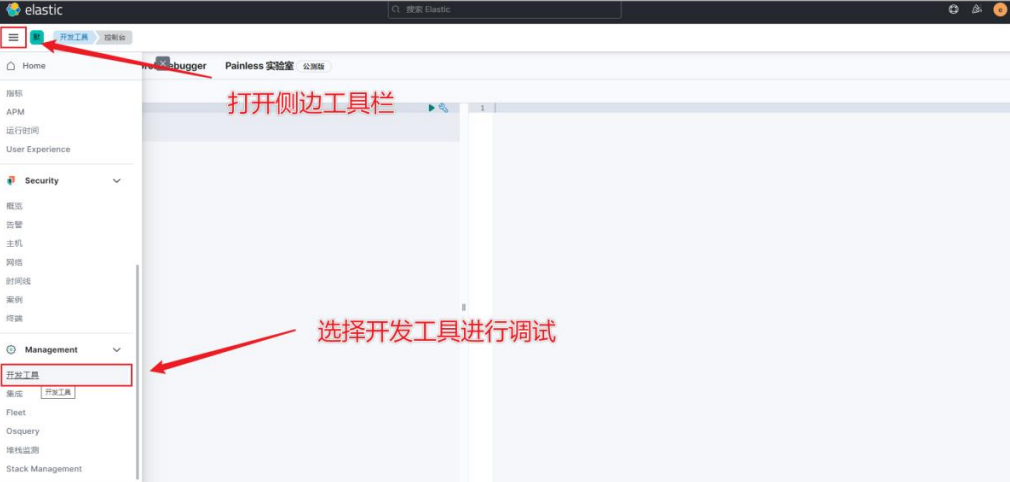 elastic
搜索 Elastic
e
默
开发工具
控制台
Home
Debugger
Painless 实验室
公测版
打开侧边工具栏
1
指标
APM
运行时间
User Experience
Security
概览
告警
主机
网络
时间线
案例
终端
选择开发工具进行调试
Management
开发工具
集成
开发工具
Fleet
Osquery
堆栈监测
Stack Management